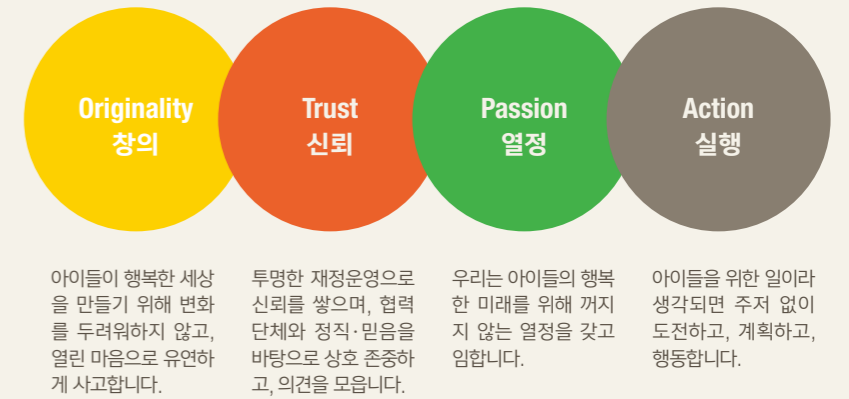 Originality
창의
Trust
신뢰
Passion
열정
Action
실행
아이들이 행복한 세상
을 만들기 위해 변화
를 두려워하지 않고,
열린 마음으로 유연하
게 사고합니다.
투명한 재정운영으로
신뢰를 쌓으며, 협력
단체와 정직·믿음을
바탕으로 상호 존중하
고, 의견을 모읍니다.
우리는 아이들의 행복
한 미래를 위해 꺼지
지 않는 열정을 갖고
임합니다.
아이들을 위한 일이라
생각되면 주저 없이
도전하고, 계획하고,
행동합니다.